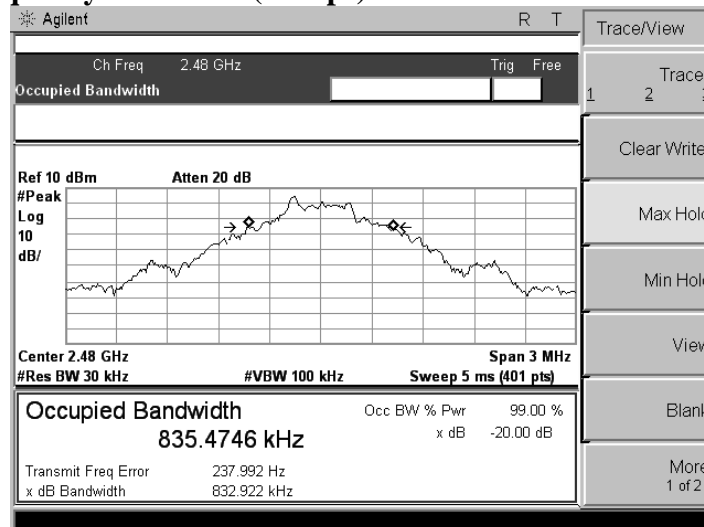 Agilent R T
Trace/View
Ch Freq 2.48 GHz Trig Free
Occupied Bandwidth
Trace
1 2
Clear Write
Ref 10 dBm Atten 20 dB
#Peak
Log
10
dB/
Max Hold
Min Hold
Center 2.48 GHz Span 3 MHz
#Res BW 30 kHz #VBW 100 kHz Sweep 5 ms (401 pts)
View
Occupied Bandwidth Occ BW % Pwr 99.00 %
835.4746 kHz x dB -20.00 dB
Blank
Transmit Freq Error 237.992 Hz
x dB Bandwidth 832.922 kHz
More
1 of 2